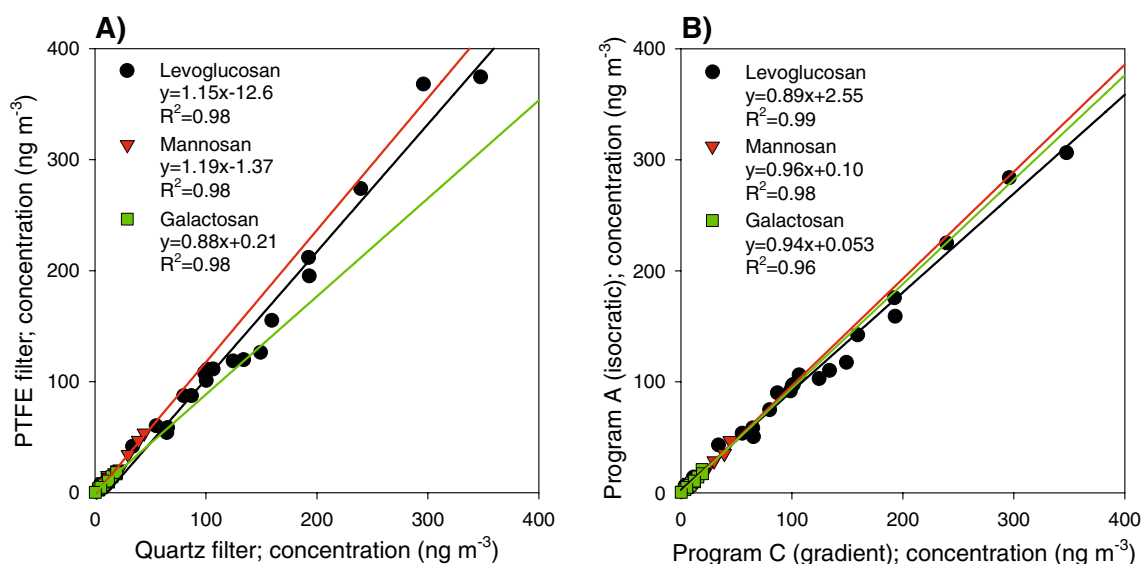 A)
400
300
200
100
0
0 100 200 300 400
PTFE filter; concentration (ng m⁻³)
Quartz filter; concentration (ng m⁻³)
Levoglucosan
y=1.15x-12.6
R²=0.98
Mannosan
y=1.19x-1.37
R²=0.98
Galactosan
y=0.88x+0.21
R²=0.98
B)
400
300
200
100
0
0 100 200 300 400
Program A (isocratic); concentration (ng m⁻³)
Program C (gradient); concentration (ng m⁻³)
Levoglucosan
y=0.89x+2.55
R²=0.99
Mannosan
y=0.96x+0.10
R²=0.98
Galactosan
y=0.94x+0.053
R²=0.96